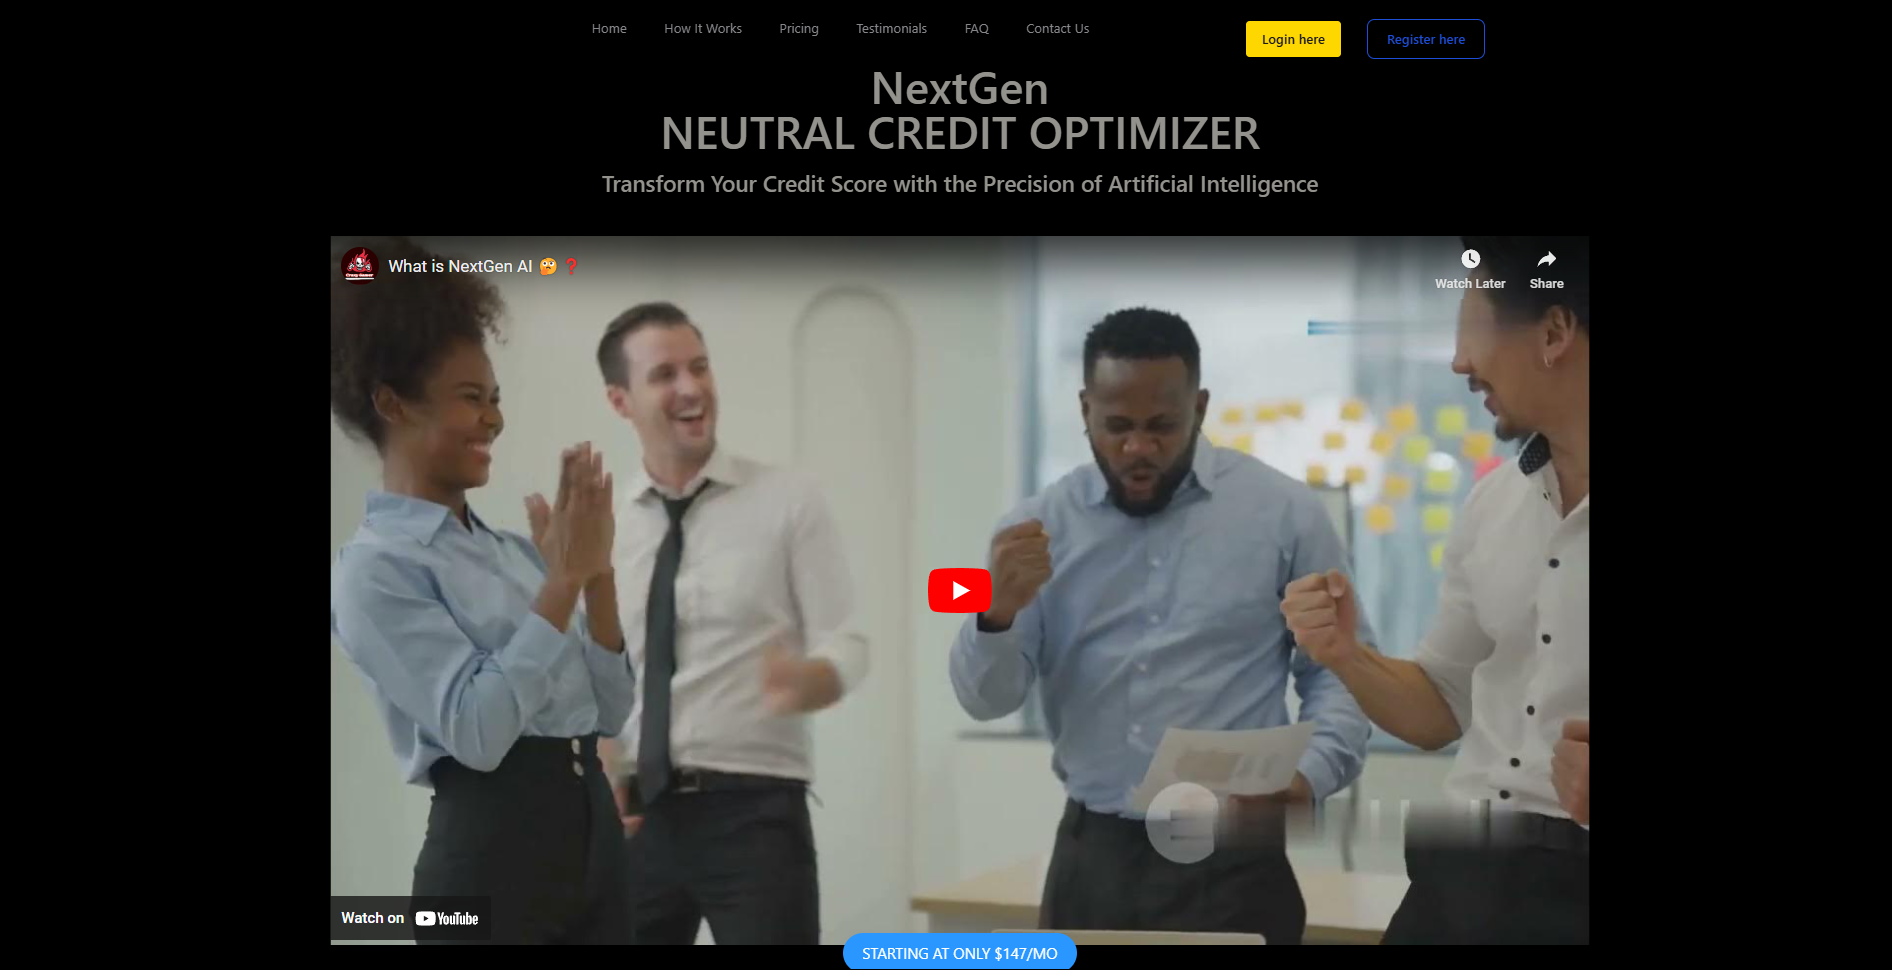 Home How It Works Pricing Testimonials FAQ Contact Us Login here Register here
NextGen
NEUTRAL CREDIT OPTIMIZER
Transform Your Credit Score with the Precision of Artificial Intelligence
What is NextGen AI 🤔❓
Watch Later Share
Watch on YouTube
STARTING AT ONLY $147/MO